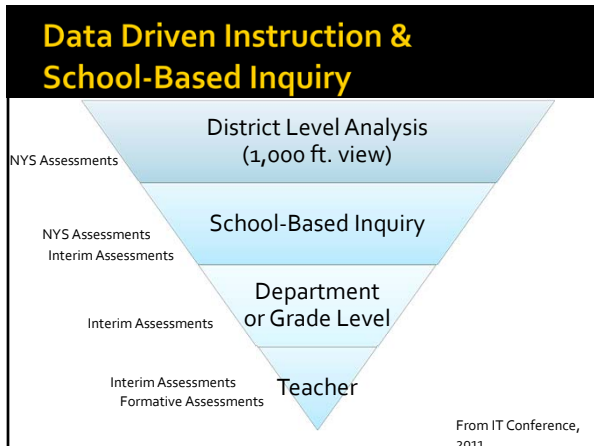 Data Driven Instruction &
School-Based Inquiry
District Level Analysis
(1,000 ft. view)
NYS Assessments
School-Based Inquiry
NYS Assessments
Interim Assessments
Department
or Grade Level
Interim Assessments
Teacher
Interim Assessments
Formative Assessments
From IT Conference,
2011